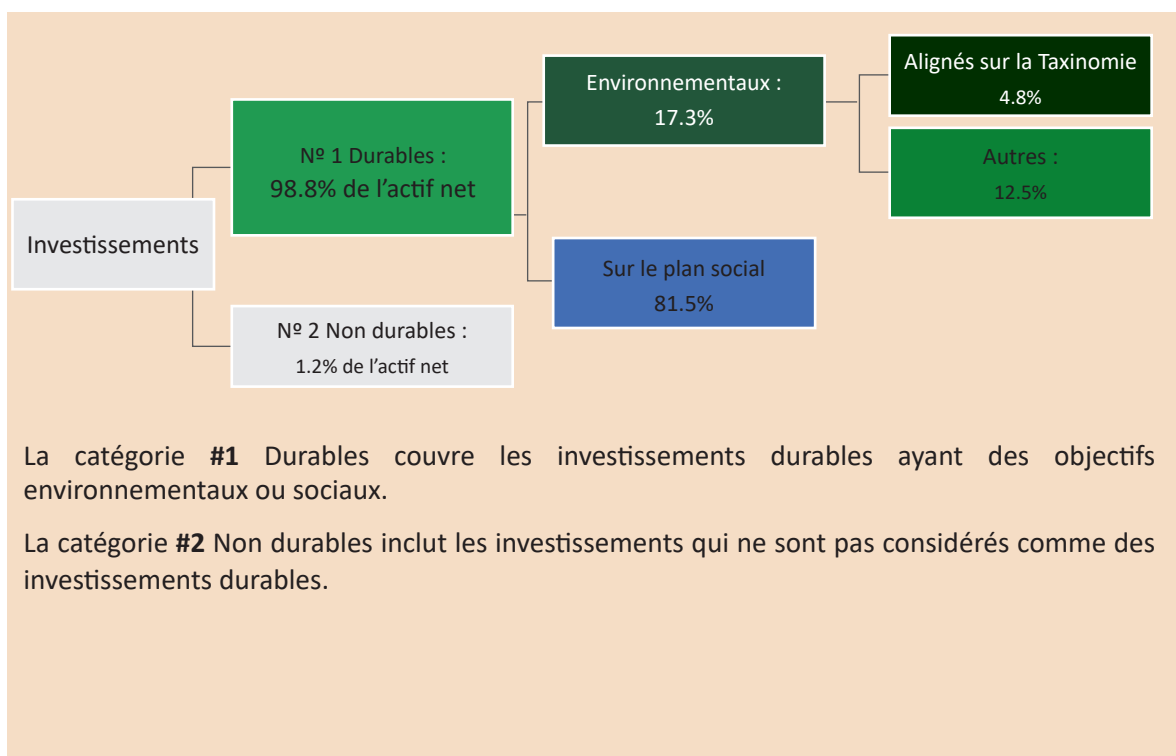 Investissements
Nº 1 Durables :
98.8% de l’actif net
Nº 2 Non durables :
1.2% de l’actif net
Environnementaux :
17.3%
Sur le plan social
81.5%
Alignés sur la Taxinomie
4.8%
Autres :
12.5%
La catégorie #1 Durables couvre les investissements durables ayant des objectifs
environnementaux ou sociaux.
La catégorie #2 Non durables inclut les investissements qui ne sont pas considérés comme des
investissements durables.